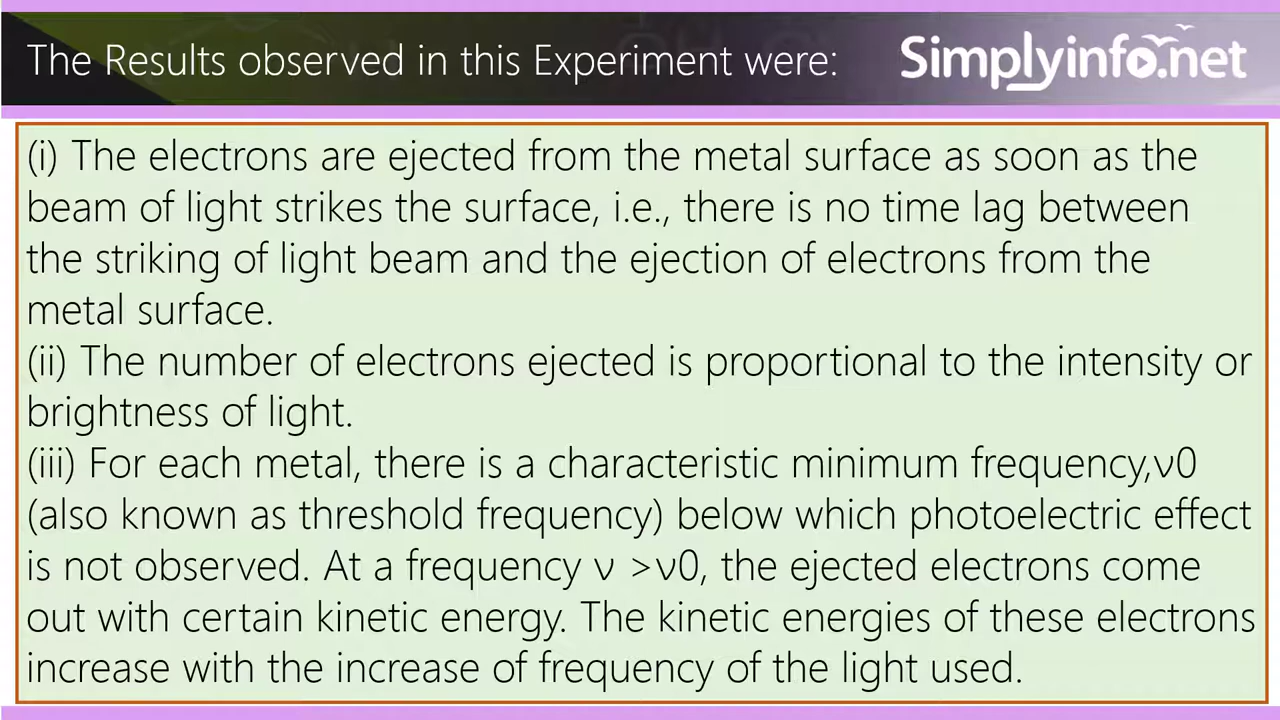 The Results observed in this Experiment were:
Simplyinfo.net
(i) The electrons are ejected from the metal surface as soon as the
beam of light strikes the surface, i.e., there is no time lag between
the striking of light beam and the ejection of electrons from the
metal surface.
(ii) The number of electrons ejected is proportional to the intensity or
brightness of light.
(iii) For each metal, there is a characteristic minimum frequency,ν0
(also known as threshold frequency) below which photoelectric effect
is not observed. At a frequency ν >ν0, the ejected electrons come
out with certain kinetic energy. The kinetic energies of these electrons
increase with the increase of frequency of the light used.